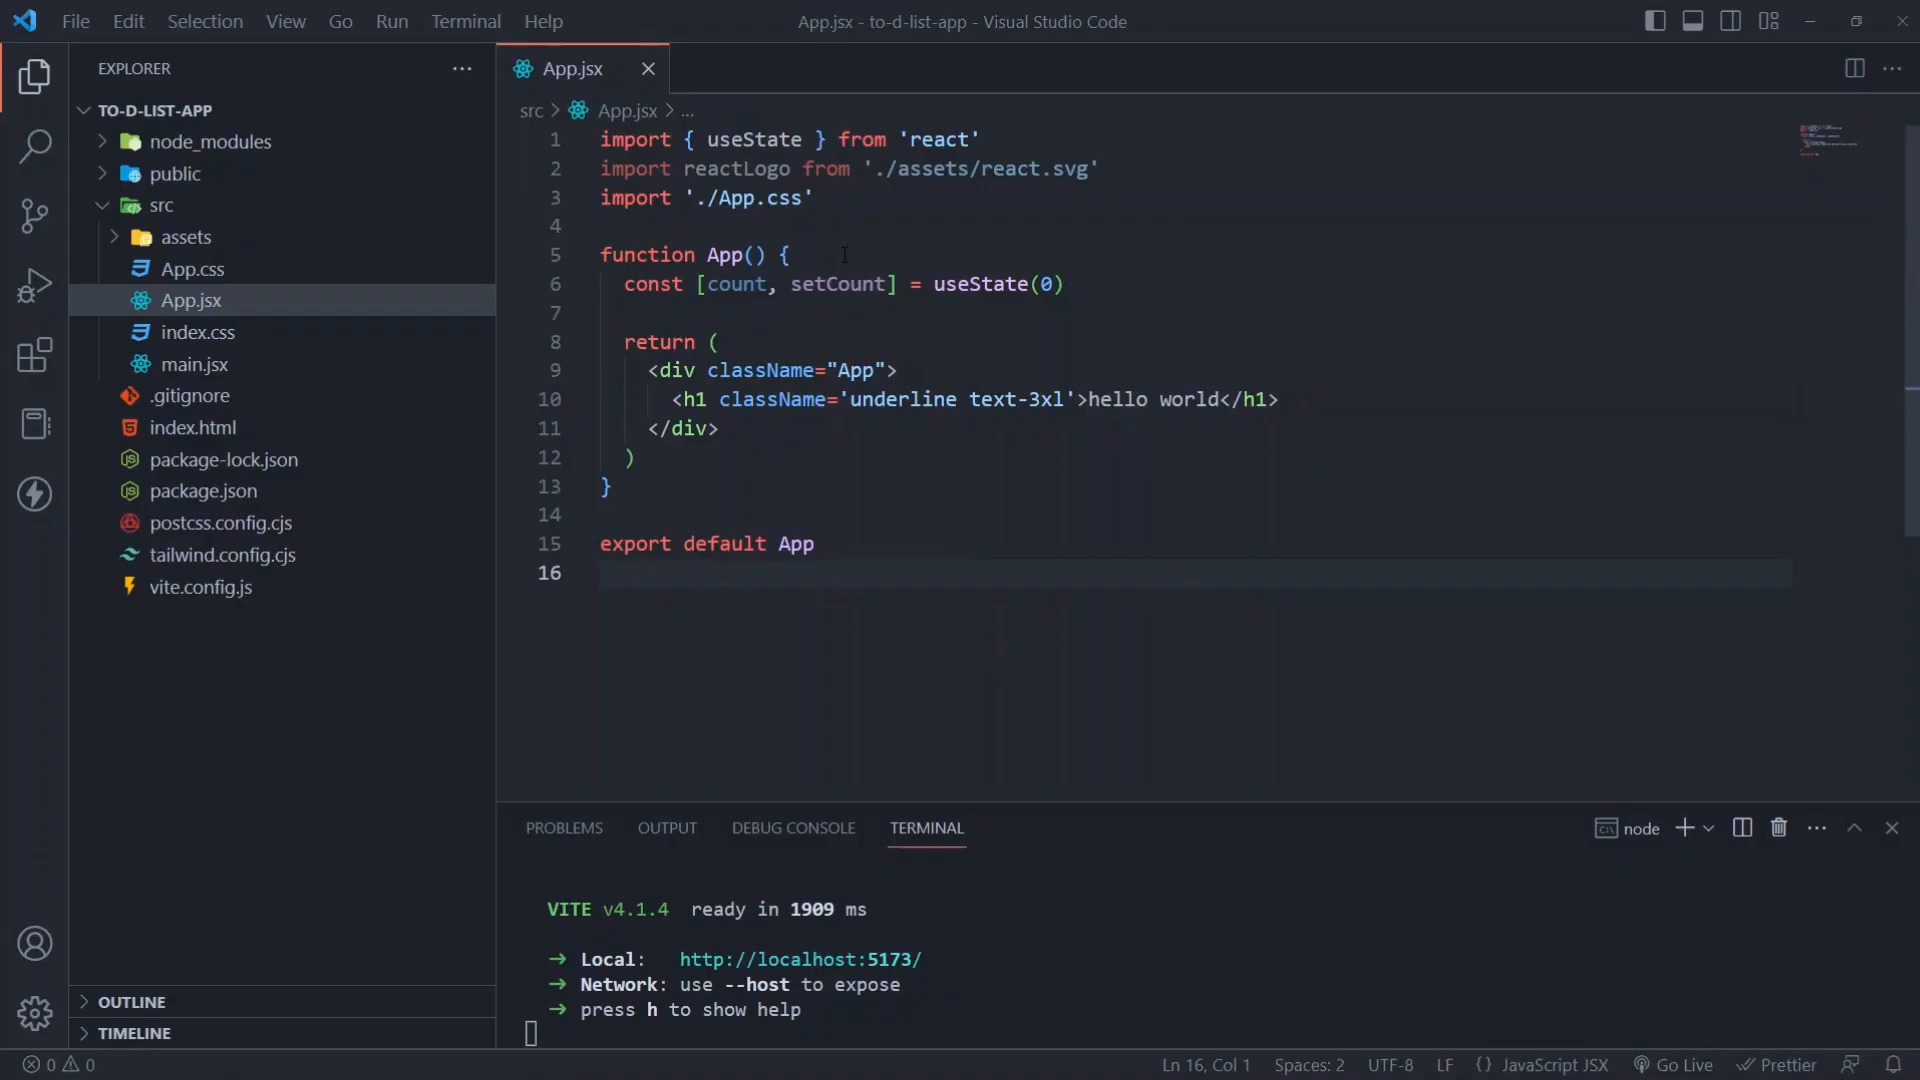 File Edit Selection View Go Run Terminal Help
App.jsx - to-d-list-app - Visual Studio Code
EXPLORER
TO-D-LIST-APP
node_modules
public
src
assets
App.css
App.jsx
index.css
main.jsx
.gitignore
index.html
package-lock.json
package.json
postcss.config.cjs
tailwind.config.cjs
vite.config.js
OUTLINE
TIMELINE
App.jsx
src > App.jsx > ...
1 import { useState } from 'react'
2 import reactLogo from './assets/react.svg'
3 import './App.css'
4
5 function App() {
6 const [count, setCount] = useState(0)
7
8 return (
9 <div className="App">
10 <h1 className='underline text-3xl'>hello world</h1>
11 </div>
12 )
13 }
14
15 export default App
16
PROBLEMS OUTPUT DEBUG CONSOLE TERMINAL
node
VITE v4.1.4 ready in 1909 ms
➜ Local: http://localhost:5173/
➜ Network: use --host to expose
➜ press h to show help
0 0
Ln 16, Col 1 Spaces: 2 UTF-8 LF {} JavaScript JSX Go Live Prettier